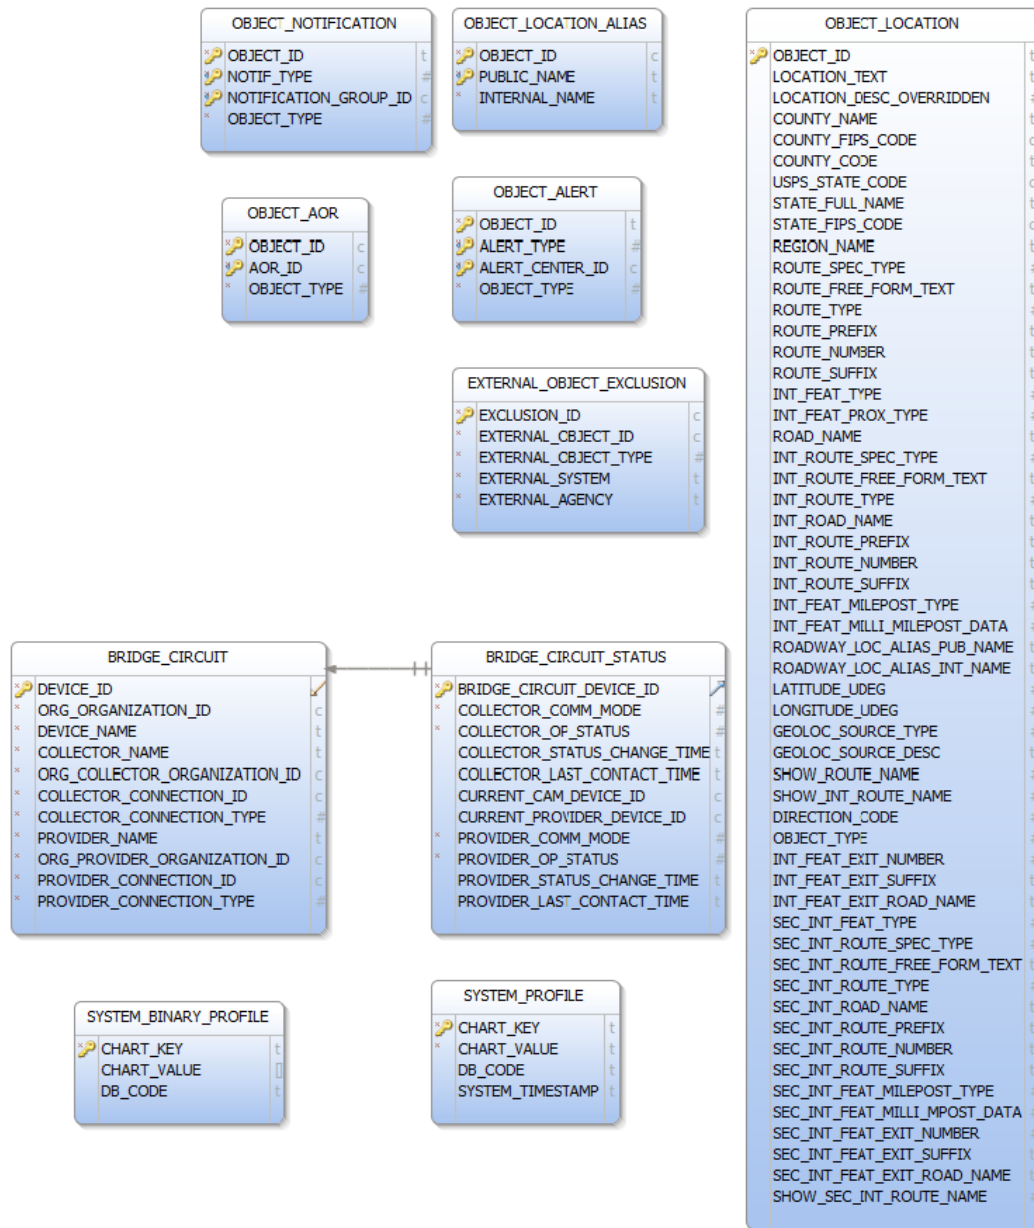 OBJECT_NOTIFICATION
OBJECT_ID t
NOTIF_TYPE #
NOTIFICATION_GROUP_ID c
OBJECT_TYPE #
OBJECT_LOCATION_ALIAS
OBJECT_ID c
PUBLIC_NAME t
INTERNAL_NAME t
OBJECT_AOR
OBJECT_ID c
AOR_ID c
OBJECT_TYPE #
OBJECT_ALERT
OBJECT_ID t
ALERT_TYPE #
ALERT_CENTER_ID c
OBJECT_TYPE #
EXTERNAL_OBJECT_EXCLUSION
EXCLUSION_ID c
EXTERNAL_OBJECT_ID c
EXTERNAL_OBJECT_TYPE #
EXTERNAL_SYSTEM t
EXTERNAL_AGENCY t
BRIDGE_CIRCUIT
DEVICE_ID
ORG_ORGANIZATION_ID c
DEVICE_NAME t
COLLECTOR_NAME t
ORG_COLLECTOR_ORGANIZATION_ID c
COLLECTOR_CONNECTION_ID c
COLLECTOR_CONNECTION_TYPE #
PROVIDER_NAME t
ORG_PROVIDER_ORGANIZATION_ID c
PROVIDER_CONNECTION_ID c
PROVIDER_CONNECTION_TYPE #
BRIDGE_CIRCUIT_STATUS
BRIDGE_CIRCUIT_DEVICE_ID
COLLECTOR_COMM_MODE #
COLLECTOR_OP_STATUS #
COLLECTOR_STATUS_CHANGE_TIME t
COLLECTOR_LAST_CONTACT_TIME t
CURRENT_CAM_DEVICE_ID c
CURRENT_PROVIDER_DEVICE_ID c
PROVIDER_COMM_MODE #
PROVIDER_OP_STATUS #
PROVIDER_STATUS_CHANGE_TIME t
PROVIDER_LAST_CONTACT_TIME t
SYSTEM_BINARY_PROFILE
CHART_KEY t
CHART_VALUE []
DB_CODE t
SYSTEM_PROFILE
CHART_KEY t
CHART_VALUE t
DB_CODE t
SYSTEM_TIMESTAMP t
OBJECT_LOCATION
OBJECT_ID
LOCATION_TEXT
LOCATION_DESC_OVERRIDDEN
COUNTY_NAME
COUNTY_FIPS_CODE
COUNTY_CODE
USPS_STATE_CODE
STATE_FULL_NAME
STATE_FIPS_CODE
REGION_NAME
ROUTE_SPEC_TYPE
ROUTE_FREE_FORM_TEXT
ROUTE_TYPE
ROUTE_PREFIX
ROUTE_NUMBER
ROUTE_SUFFIX
INT_FEAT_TYPE
INT_FEAT_PROX_TYPE
ROAD_NAME
INT_ROUTE_SPEC_TYPE
INT_ROUTE_FREE_FORM_TEXT
INT_ROUTE_TYPE
INT_ROAD_NAME
INT_ROUTE_PREFIX
INT_ROUTE_NUMBER
INT_ROUTE_SUFFIX
INT_FEAT_MILEPOST_TYPE
INT_FEAT_MILLI_MILEPOST_DATA
ROADWAY_LOC_ALIAS_PUB_NAME
ROADWAY_LOC_ALIAS_INT_NAME
LATITUDE_UDEG
LONGITUDE_UDEG
GEOLOC_SOURCE_TYPE
GEOLOC_SOURCE_DESC
SHOW_ROUTE_NAME
SHOW_INT_ROUTE_NAME
DIRECTION_CODE
OBJECT_TYPE
INT_FEAT_EXIT_NUMBER
INT_FEAT_EXIT_SUFFIX
INT_FEAT_EXIT_ROAD_NAME
SEC_INT_FEAT_TYPE
SEC_INT_ROUTE_SPEC_TYPE
SEC_INT_ROUTE_FREE_FORM_TEXT
SEC_INT_ROUTE_TYPE
SEC_INT_ROAD_NAME
SEC_INT_ROUTE_PREFIX
SEC_INT_ROUTE_NUMBER
SEC_INT_ROUTE_SUFFIX
SEC_INT_FEAT_MILEPOST_TYPE
SEC_INT_FEAT_MILLI_MPOST_DATA
SEC_INT_FEAT_EXIT_NUMBER
SEC_INT_FEAT_EXIT_SUFFIX
SEC_INT_FEAT_EXIT_ROAD_NAME
SHOW_SEC_INT_ROUTE_NAME